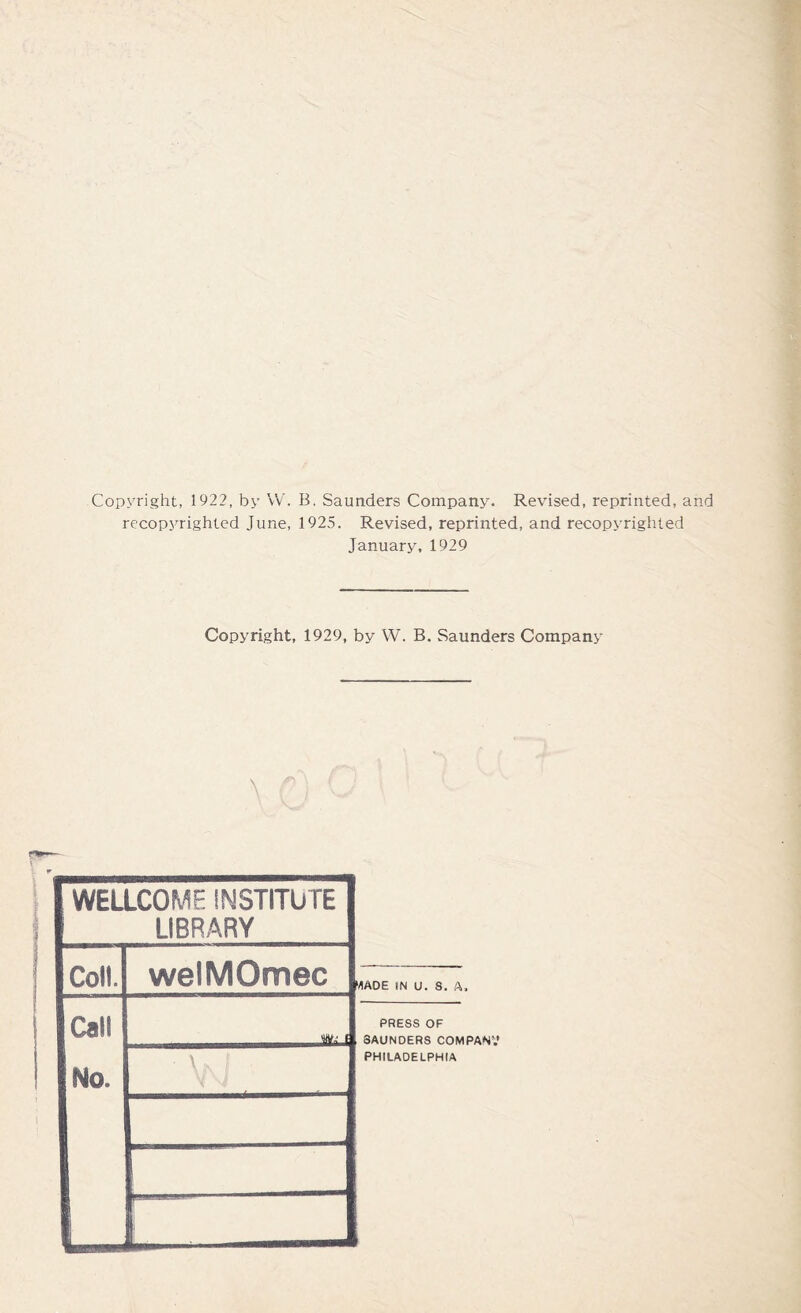 Copyright, 1922, by W. B. Saunders Company. Revised, reprinted, and
recopyrighted June, 1925. Revised, reprinted, and recopyrighted
January, 1929
Copyright, 1929, by W. B. Saunders Company
WELLCOME INSTITUTE
LIBRARY
Coll. welMOmec
Call
No.
W
MADE IN U. S. A.
PRESS OF
W. B. SAUNDERS COMPANY
PHILADELPHIA